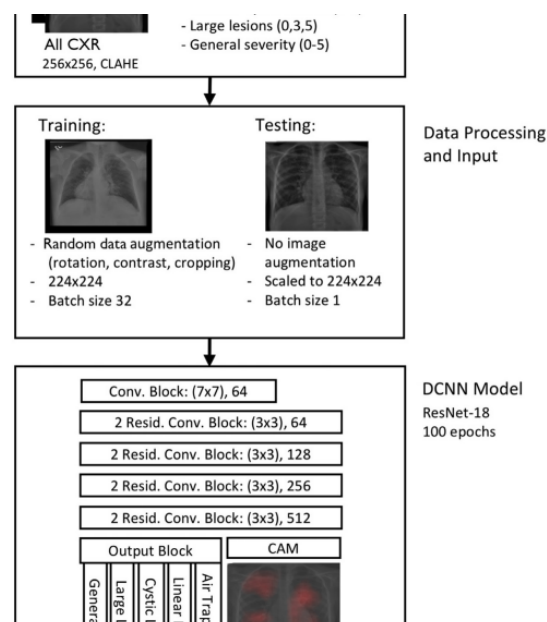 - Large lesions (0,3,5)
- General severity (0-5)
All CXR
256x256, CLAHE
Data Processing
and Input
Training:
- Random data augmentation
(rotation, contrast, cropping)
- 224x224
- Batch size 32
Testing:
- No image
augmentation
- Scaled to 224x224
- Batch size 1
DCNN Model
ResNet-18
100 epochs
Conv. Block: (7x7), 64
2 Resid. Conv. Block: (3x3), 64
2 Resid. Conv. Block: (3x3), 128
2 Resid. Conv. Block: (3x3), 256
2 Resid. Conv. Block: (3x3), 512
Output Block
CAM
Genera
Large
Cystic
Linear
Air Trap